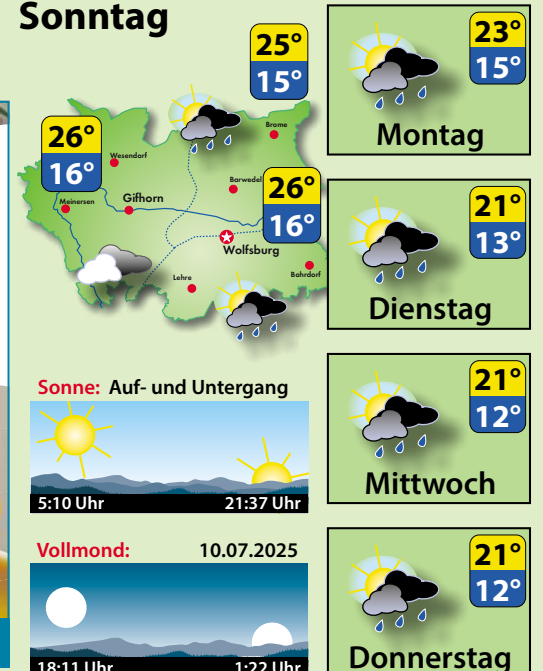 Sonntag
25°
15°
26°
16°
26°
16°
Brome
Wesendorf
Barwedel
Meinersen
Gifhorn
Wolfsburg
Lehre
Bahrdorf
Sonne: Auf- und Untergang
5:10 Uhr 21:37 Uhr
Vollmond: 10.07.2025
18:11 Uhr 1:22 Uhr
23°
15°
Montag
21°
13°
Dienstag
21°
12°
Mittwoch
21°
12°
Donnerstag